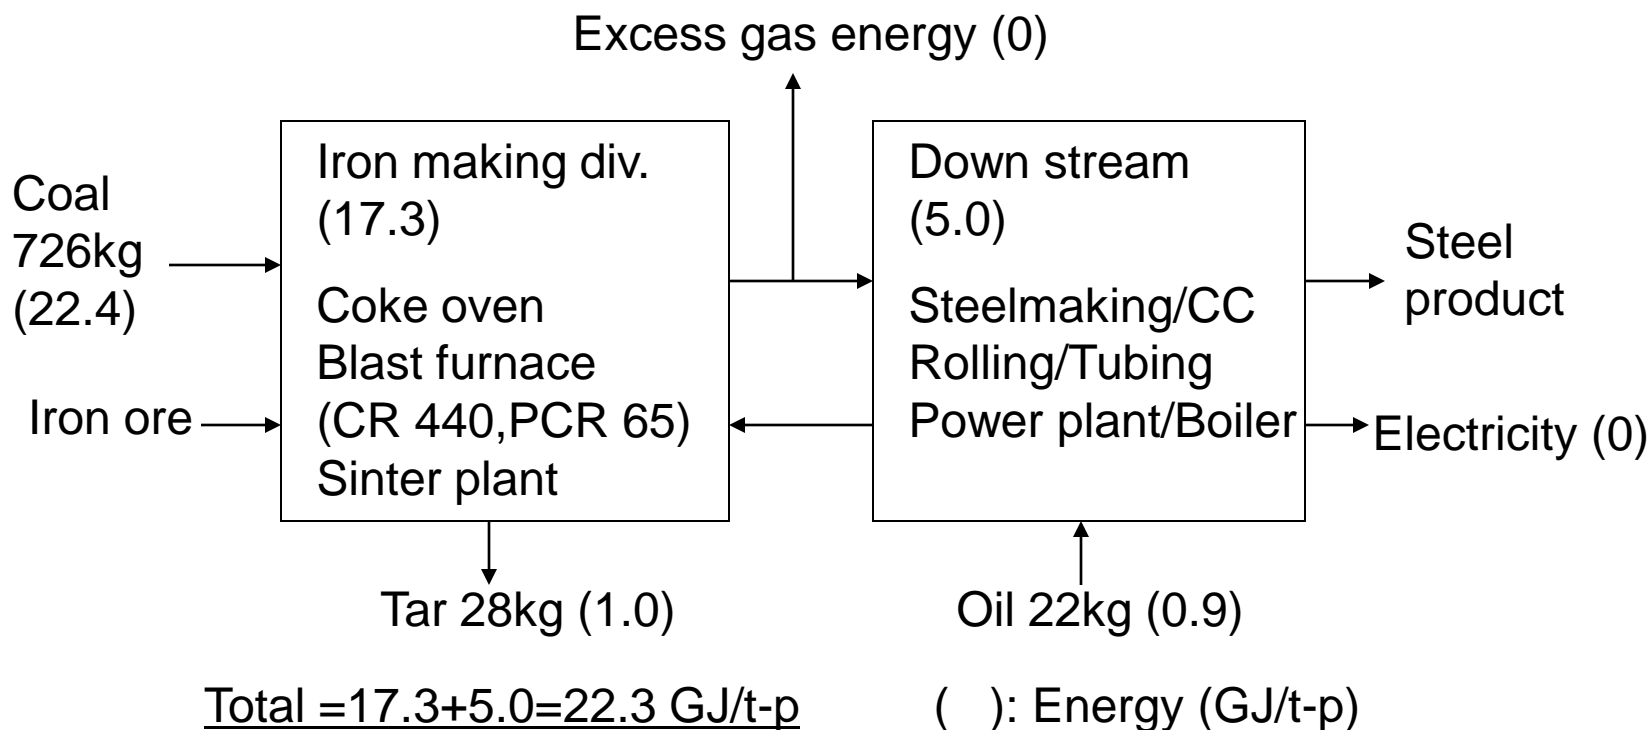 Excess gas energy (0)
Coal
726kg
(22.4)
Iron ore
Iron making div.
(17.3)
Coke oven
Blast furnace
(CR 440,PCR 65)
Sinter plant
Down stream
(5.0)
Steelmaking/CC
Rolling/Tubing
Power plant/Boiler
Steel
product
Electricity (0)
Tar 28kg (1.0)
Oil 22kg (0.9)
Total =17.3+5.0=22.3 GJ/t-p
( ): Energy (GJ/t-p)